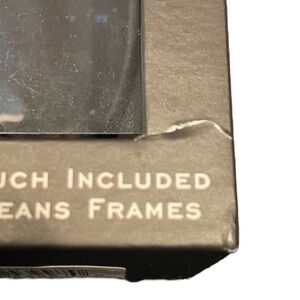 UCH INCLUDED
EANS FRAMES